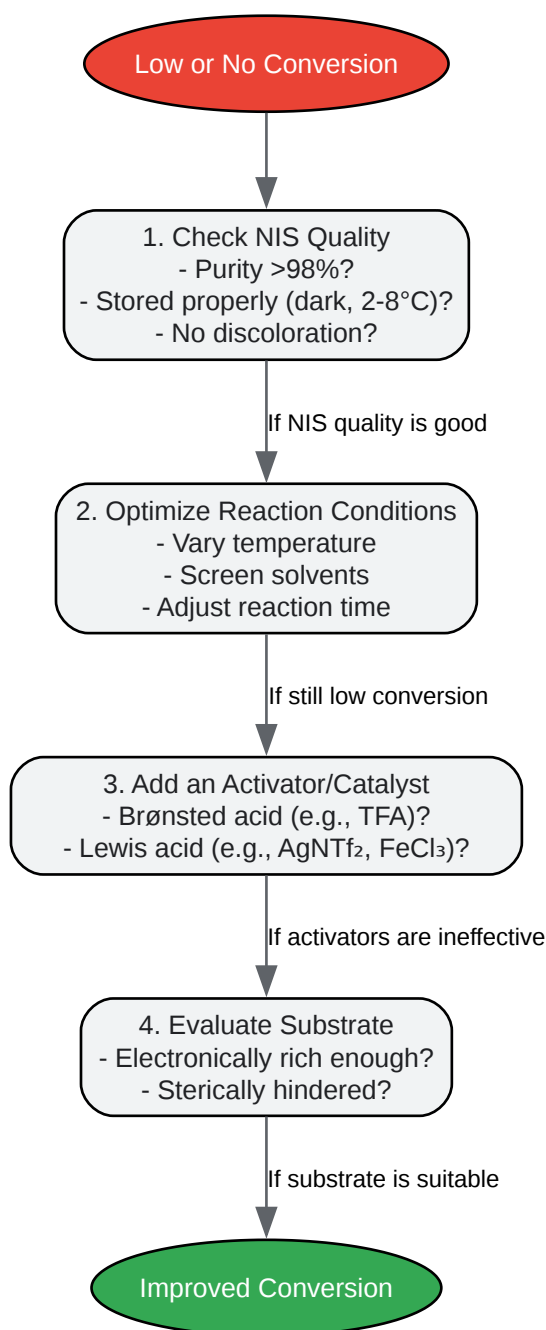 Low or No Conversion
1. Check NIS Quality
- Purity >98%?
- Stored properly (dark, 2-8°C)?
- No discoloration?
If NIS quality is good
2. Optimize Reaction Conditions
- Vary temperature
- Screen solvents
- Adjust reaction time
If still low conversion
3. Add an Activator/Catalyst
- Brønsted acid (e.g., TFA)?
- Lewis acid (e.g., AgNTf₂, FeCl₃)?
If activators are ineffective
4. Evaluate Substrate
- Electronically rich enough?
- Sterically hindered?
If substrate is suitable
Improved Conversion